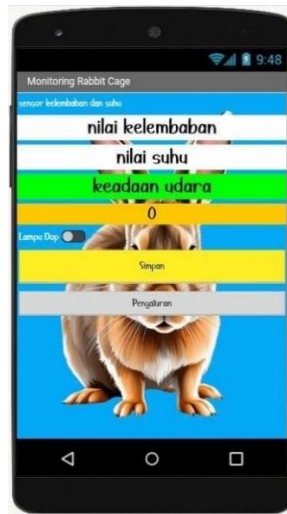 9:48
Monitoring Rabbit Cage
sensor kelembaban dan suhu
nilai kelembaban
nilai suhu
keadaan udara
0
Lampu Dop
Simpan
Pengaturan